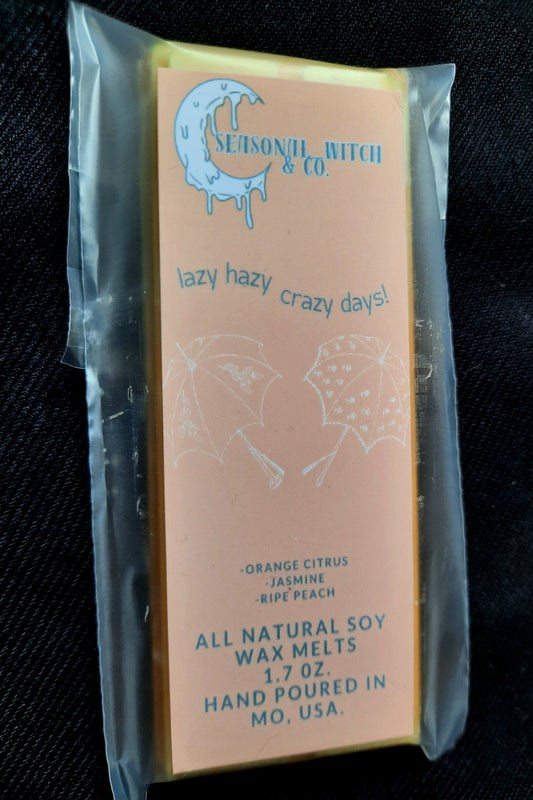 SEASONAL WITCH
& CO.
lazy hazy crazy days!
-ORANGE CITRUS
-JASMINE
-RIPE PEACH
ALL NATURAL SOY
WAX MELTS
1.7 OZ.
HAND POURED IN
MO, USA.